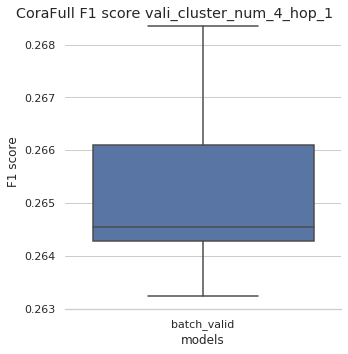 CoraFull F1 score vali_cluster_num_4_hop_1
0.268
0.267
0.266
0.265
0.264
0.263
F1 score
batch_valid
models